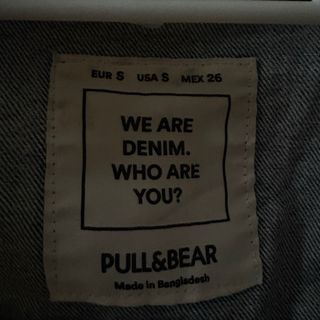 EUR S USA S MEX 26
WE ARE
DENIM.
WHO ARE
YOU?
PULL&BEAR
Made in Bangladesh